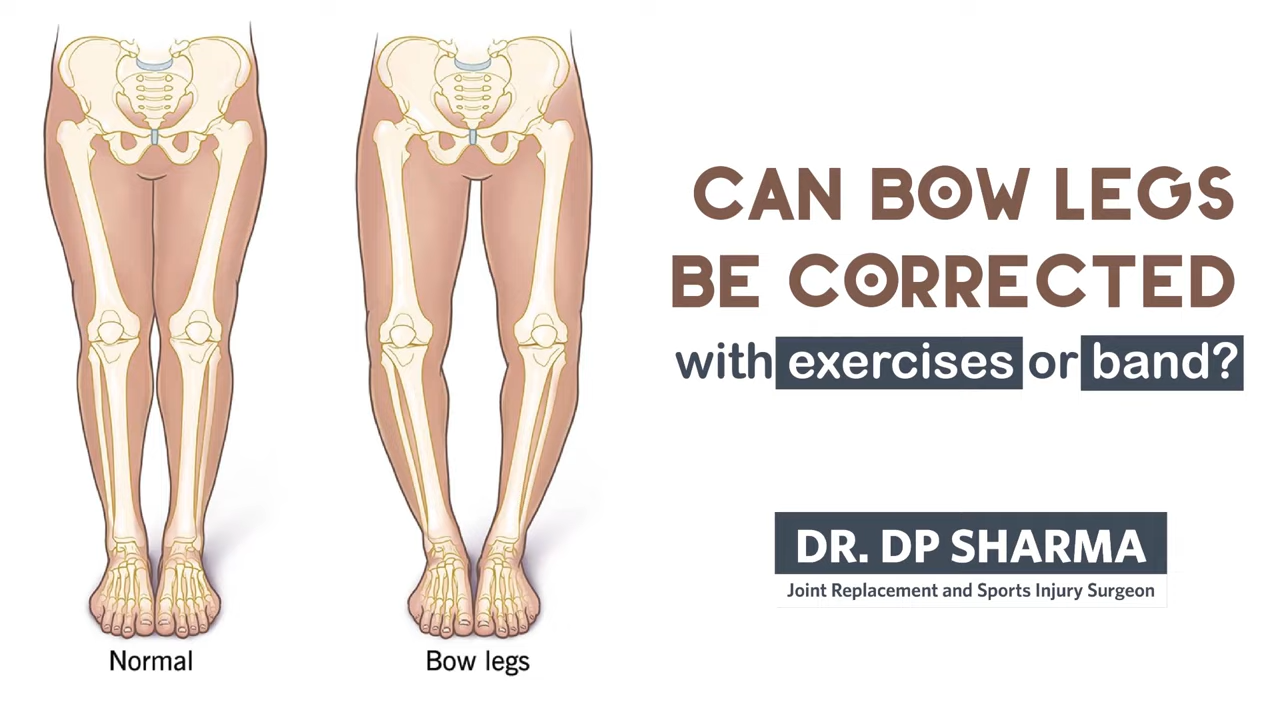 CAN BOW LEGS
BE CORRECTED
with exercises or band?
DR. DP SHARMA
Joint Replacement and Sports Injury Surgeon
Normal
Bow legs